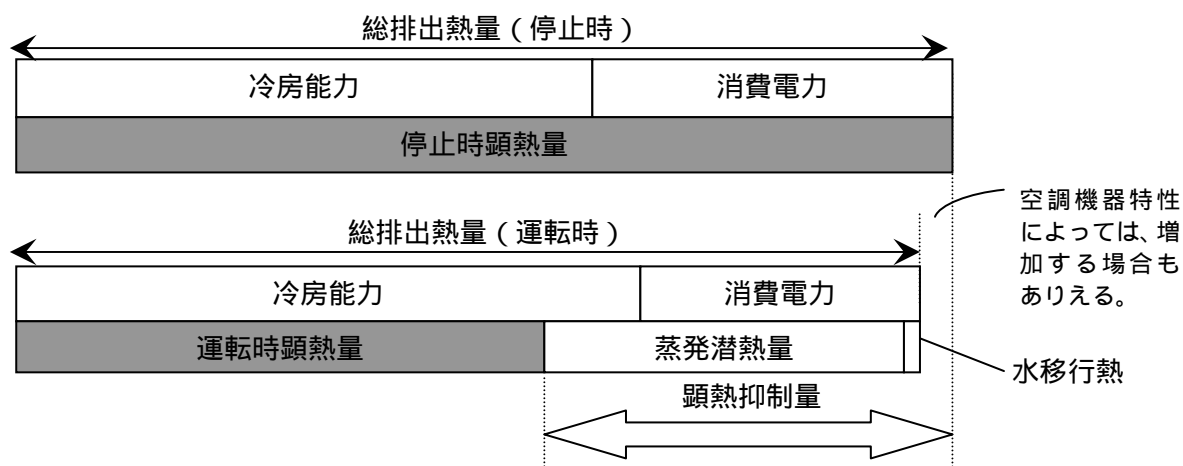 総排出熱量(停止時)
冷房能力
消費電力
停止時顕熱量
空調機器特性
によっては、増
加する場合も
ありえる。
総排出熱量(運転時)
冷房能力
消費電力
運転時顕熱量
蒸発潜熱量
水移行熱
顕熱抑制量